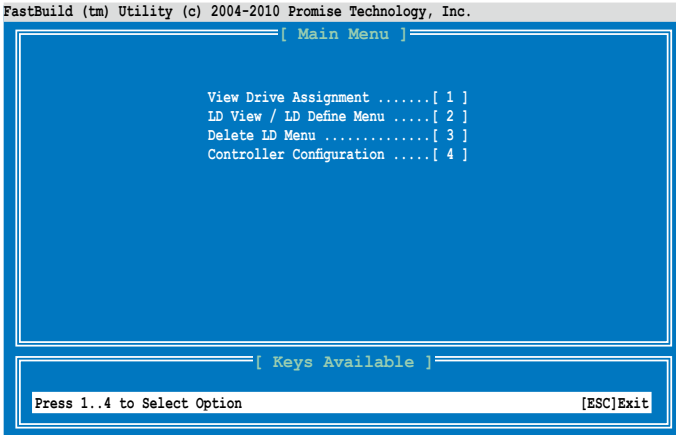 FastBuild (tm) Utility (c) 2004-2010 Promise Technology, Inc.
[ Main Menu ]
View Drive Assignment .......[ 1 ]
LD View / LD Define Menu .....[ 2 ]
Delete LD Menu ..............[ 3 ]
Controller Configuration .....[ 4 ]
[ Keys Available ]
Press 1..4 to Select Option [ESC]Exit